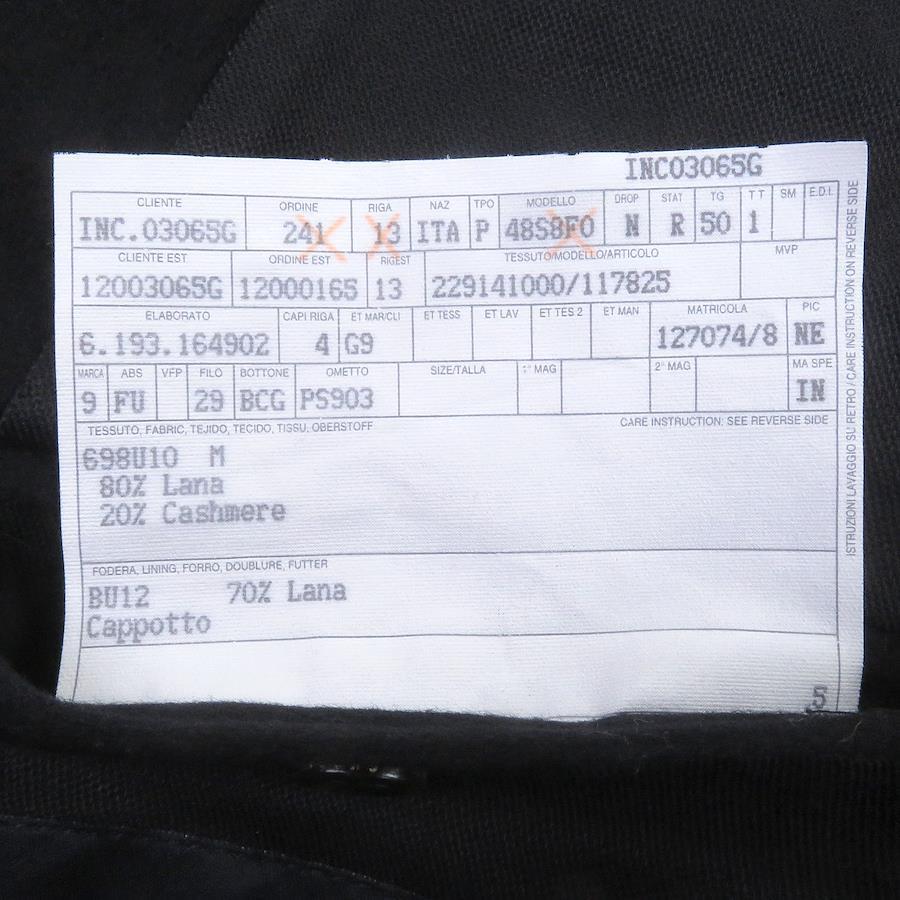 INC03065G
CLIENTE ORDINE RIGA NAZ TPO MODELLO DROP STAT TG TT SM E.D.I.
INC.03065G 241 13 ITA P 48SBF0 N R 50 1
CLIENTE EST ORDINE EST RIGEST TESSUTO/MODELLO/ARTICOLO MVP
12003065G 12000165 13 229141000/117825
ELABORATO CAPI RIGA ET MAR/CLI ET TESS ET LAV ET TES 2 ET MAN MATRICOLA PIC
6.193.164902 4 G9 127074/8 NE
MARCA ABS VFP FILO BOTTONE OMETTO SIZE/TALLA 1° MAG 2° MAG MA SPE
9 FU 29 BCG PS903 IN
TESSUTO, FABRIC, TEJIDO, TECIDO, TISSU, OBERSTOFF CARE INSTRUCTION: SEE REVERSE SIDE
698U10 M
80% Lana
20% Cashmere
FODERA, LINING, FORRO, DOUBLURE, FUTTER
BU12 70% Lana
Cappotto
5
ISTRUZIONI LAVAGGIO SU RETRO / CARE INSTRUCTION ON REVERSE SIDE